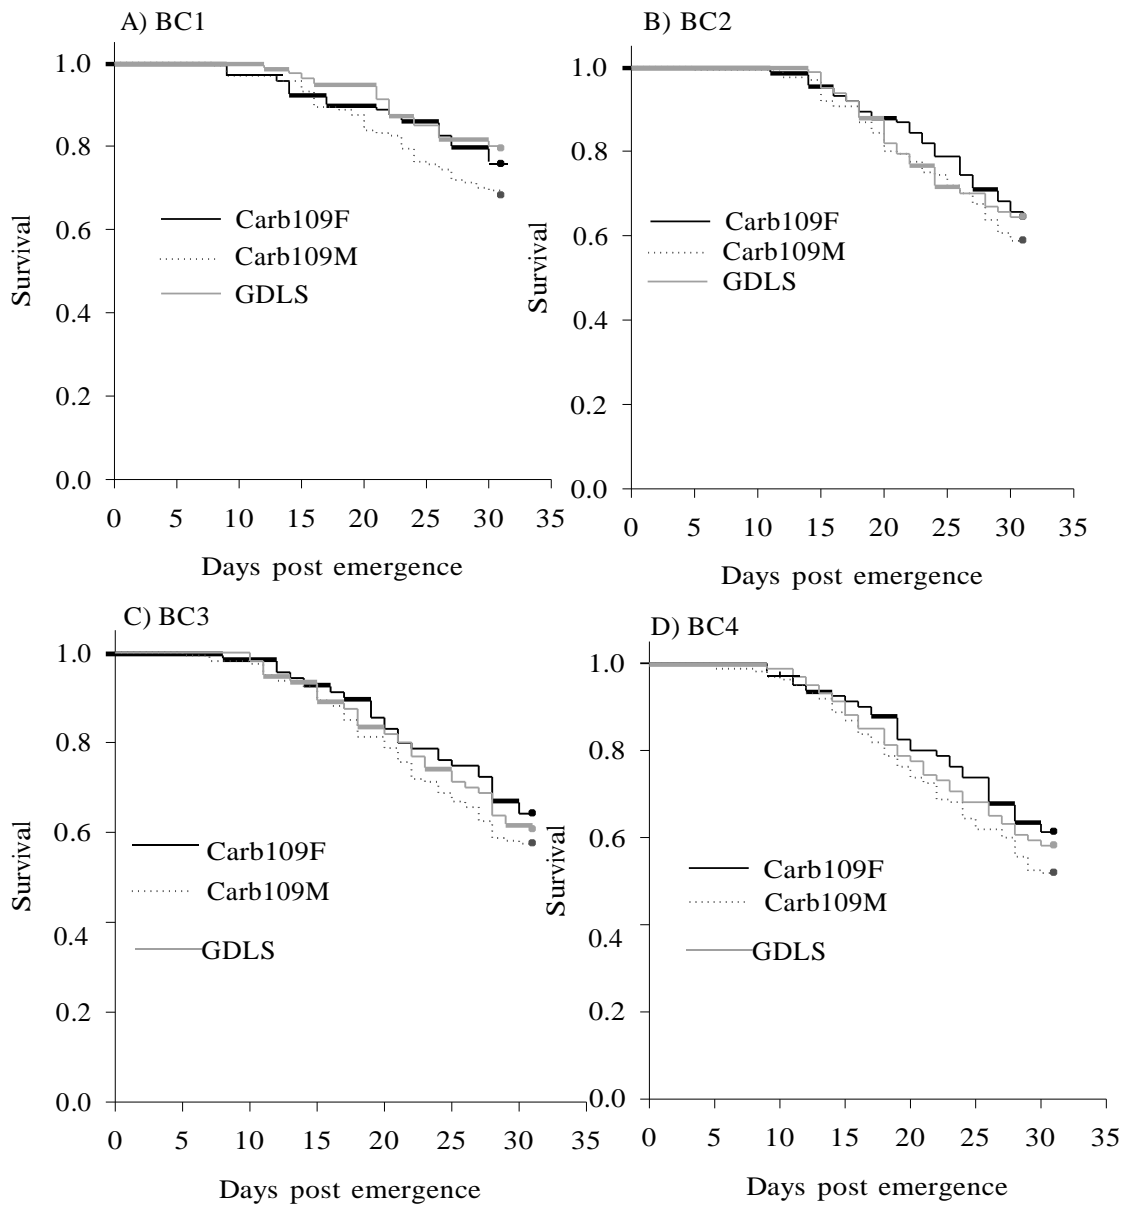 A) BC1
1.0
0.8
0.6
0.4
0.2
0.0
Survival
Carb109F
Carb109M
GDLS
0 5 10 15 20 25 30 35
Days post emergence
B) BC2
1.0
0.8
0.6
0.4
0.2
0.0
Survival
Carb109F
Carb109M
GDLS
0 5 10 15 20 25 30 35
Days post emergence
C) BC3
1.0
0.8
0.6
0.4
0.2
0.0
Survival
Carb109F
Carb109M
GDLS
0 5 10 15 20 25 30 35
Days post emergence
D) BC4
1.0
0.8
0.6
0.4
0.2
0.0
Survival
Carb109F
Carb109M
GDLS
0 5 10 15 20 25 30 35
Days post emergence